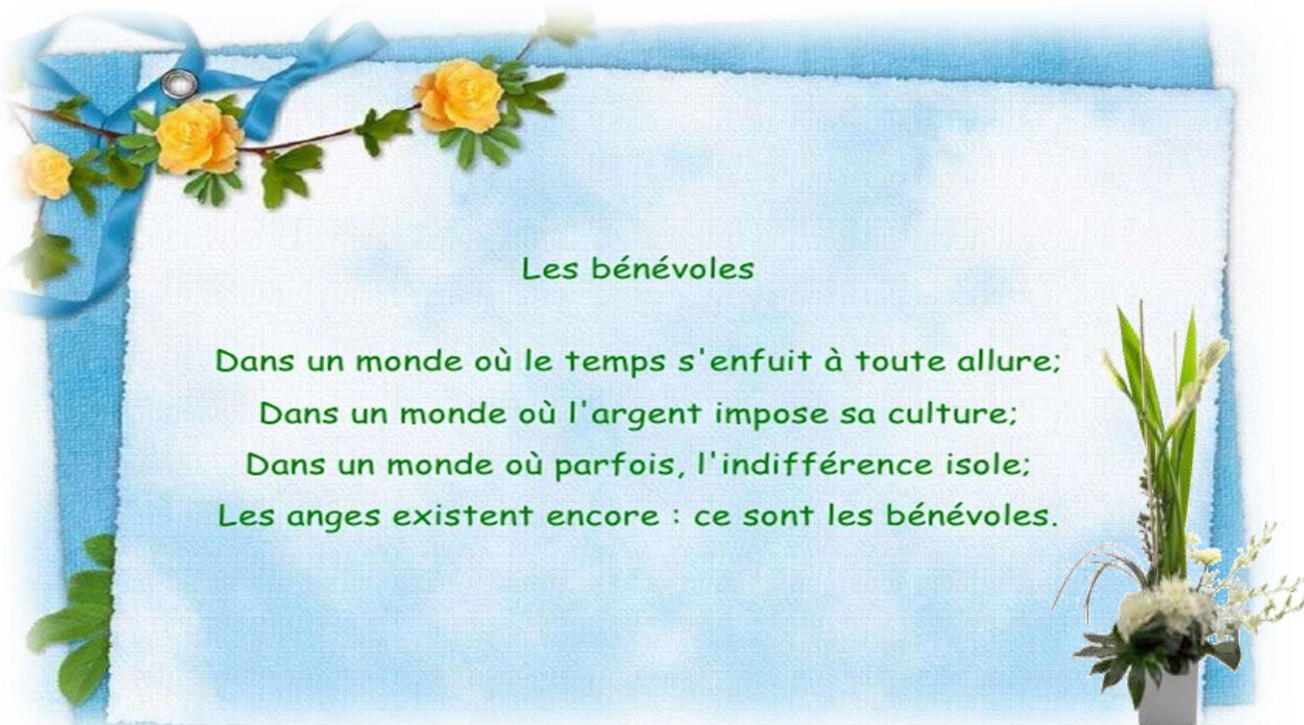 Les bénévoles
Dans un monde où le temps s'enfuit à toute allure;
Dans un monde où l'argent impose sa culture;
Dans un monde où parfois, l'indifférence isole;
Les anges existent encore : ce sont les bénévoles.